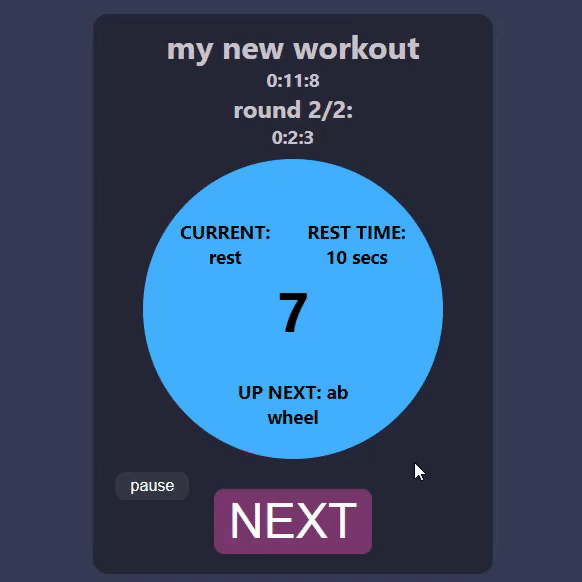 my new workout
0:11:8
round 2/2:
0:2:3
CURRENT:
rest
REST TIME:
10 secs
7
UP NEXT: ab
wheel
pause
NEXT